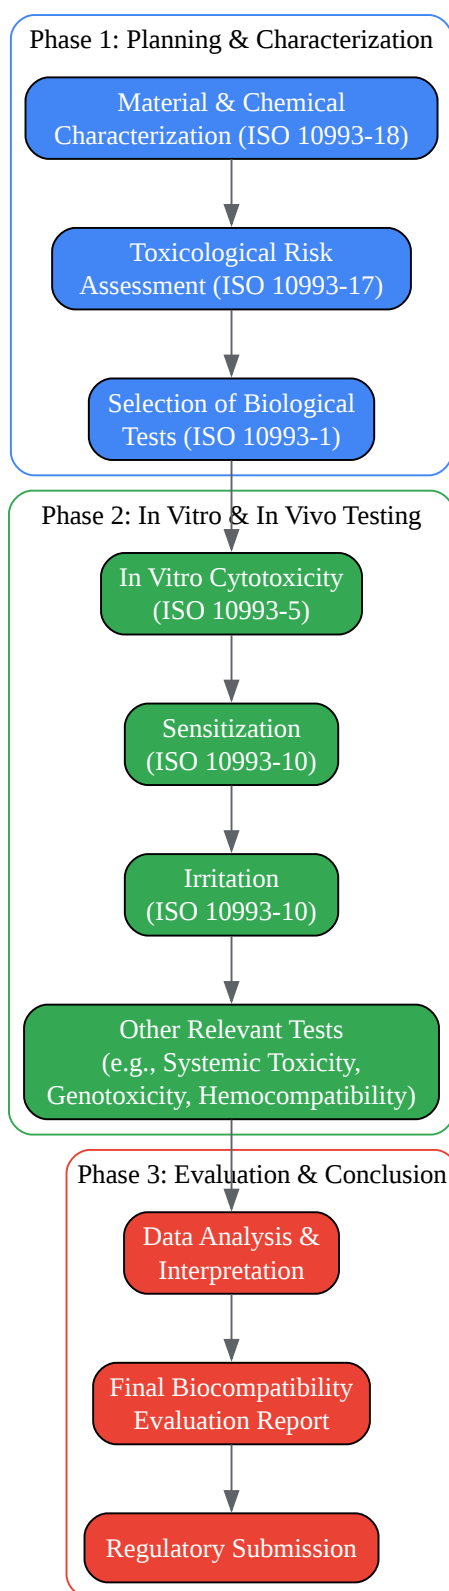 Phase 1: Planning & Characterization
Material & Chemical
Characterization (ISO 10993-18)
Toxicological Risk
Assessment (ISO 10993-17)
Selection of Biological
Tests (ISO 10993-1)
Phase 2: In Vitro & In Vivo Testing
In Vitro Cytotoxicity
(ISO 10993-5)
Sensitization
(ISO 10993-10)
Irritation
(ISO 10993-10)
Other Relevant Tests
(e.g., Systemic Toxicity,
Genotoxicity, Hemocompatibility)
Phase 3: Evaluation & Conclusion
Data Analysis &
Interpretation
Final Biocompatibility
Evaluation Report
Regulatory Submission